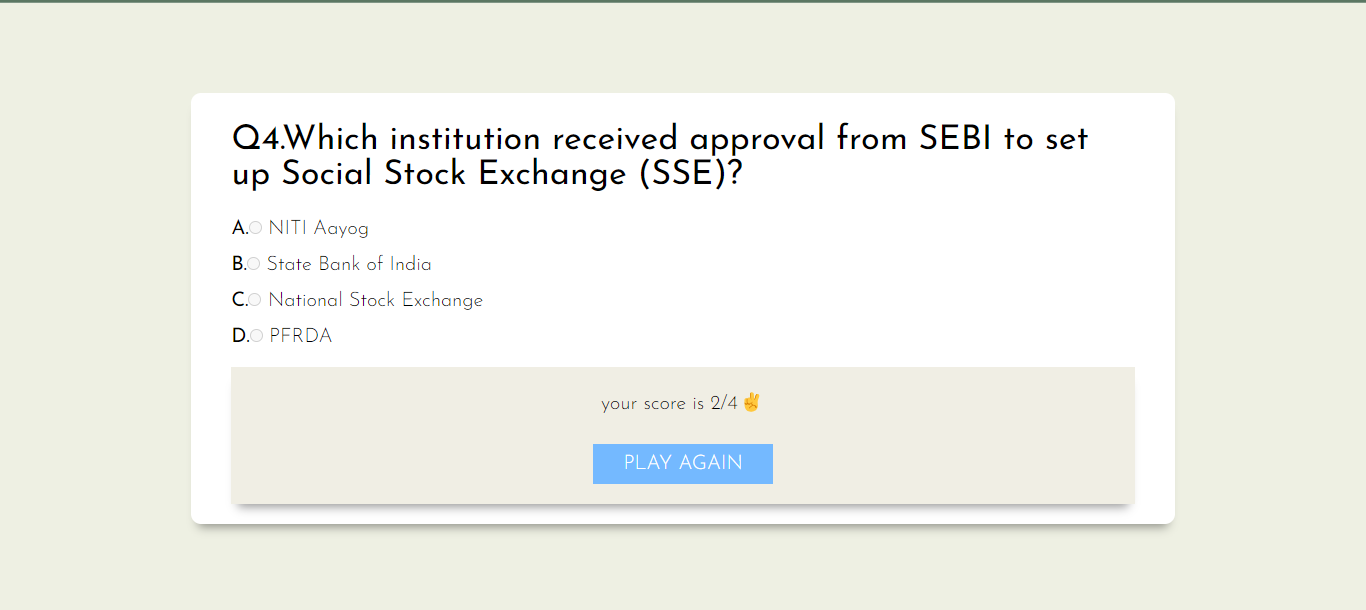 Q4.Which institution received approval from SEBI to set
up Social Stock Exchange (SSE)?
A. NITI Aayog
B. State Bank of India
C. National Stock Exchange
D. PFRDA
your score is 2/4 ✌
PLAY AGAIN